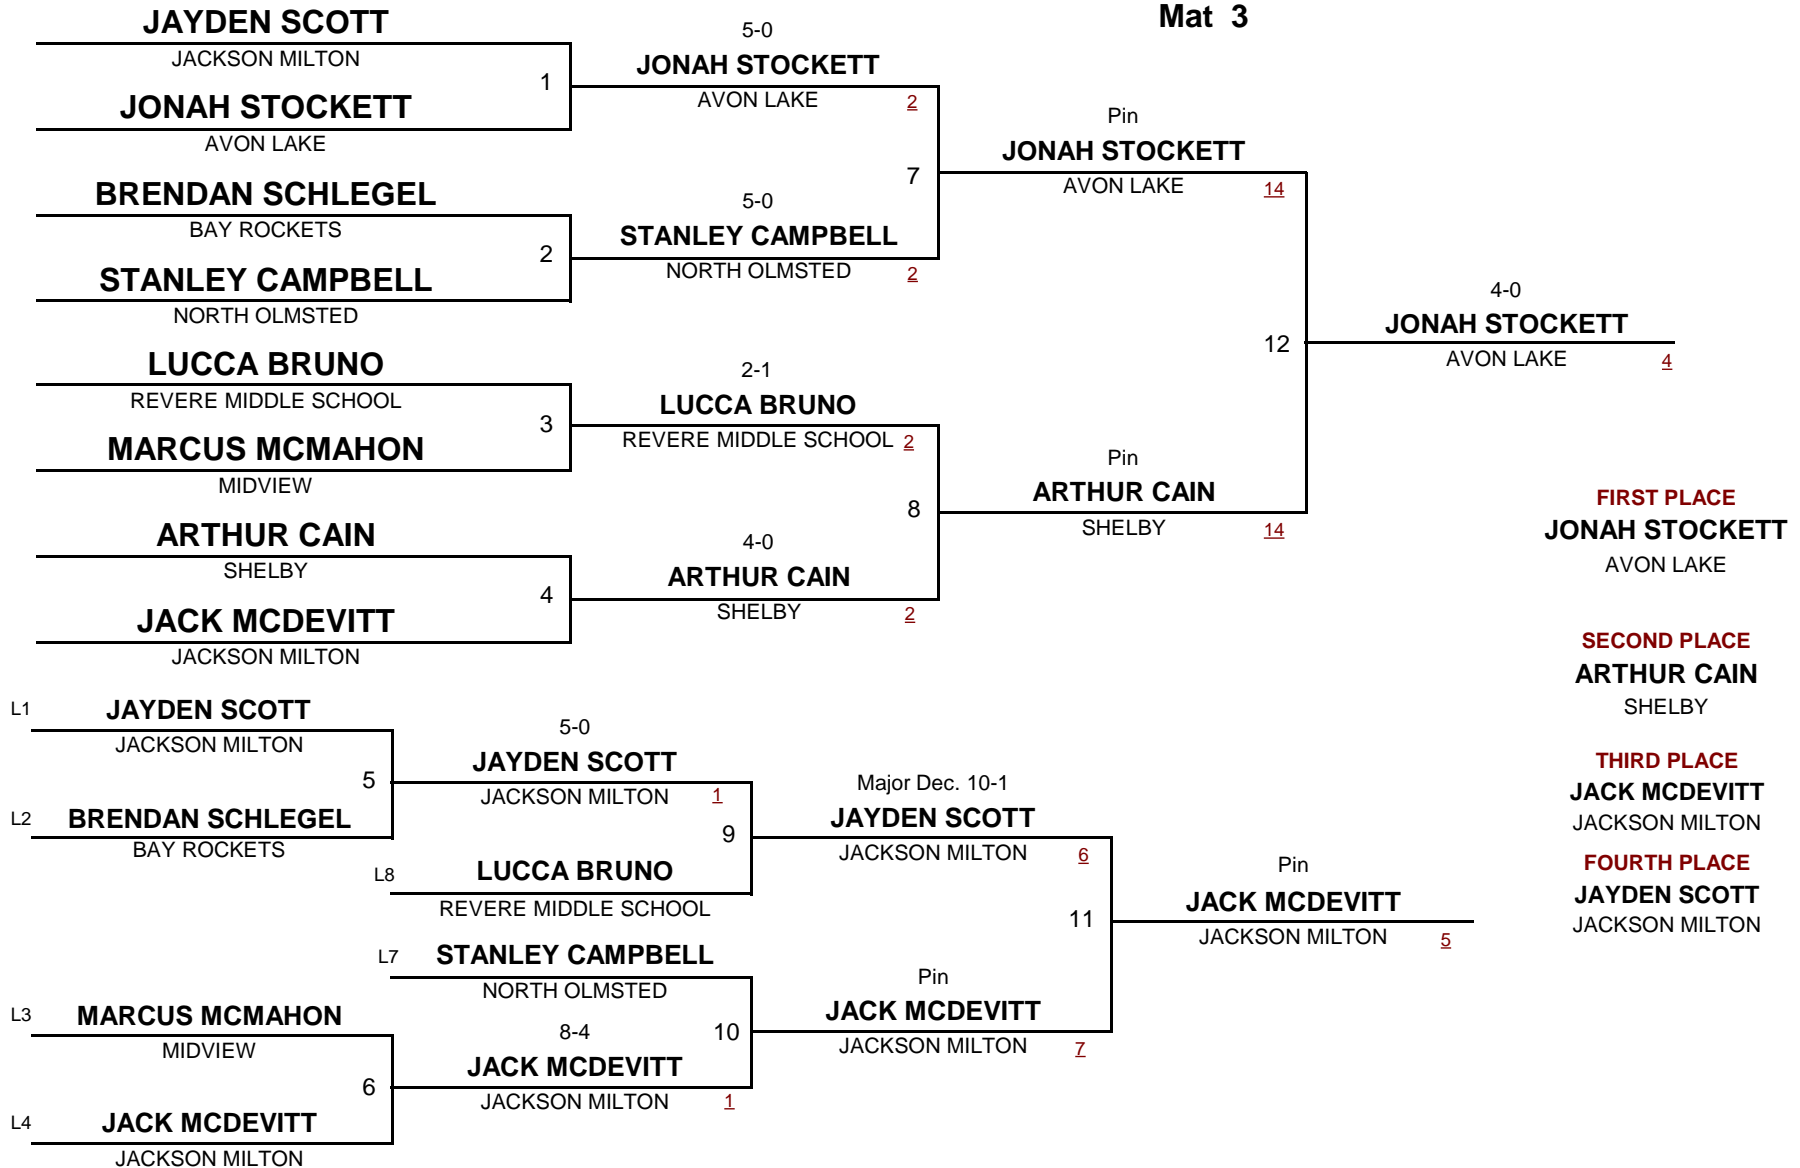 Mat 3
JAYDEN SCOTT
JACKSON MILTON
1
JONAH STOCKETT
AVON LAKE
5-0
JONAH STOCKETT
AVON LAKE 2
BRENDAN SCHLEGEL
BAY ROCKETS
2
STANLEY CAMPBELL
NORTH OLMSTED
5-0
STANLEY CAMPBELL
NORTH OLMSTED 2
7
Pin
JONAH STOCKETT
AVON LAKE 14
LUCCA BRUNO
REVERE MIDDLE SCHOOL
3
MARCUS MCMAHON
MIDVIEW
2-1
LUCCA BRUNO
REVERE MIDDLE SCHOOL 2
ARTHUR CAIN
SHELBY
4
JACK MCDEVITT
JACKSON MILTON
4-0
ARTHUR CAIN
SHELBY 2
8
Pin
ARTHUR CAIN
SHELBY 14
12
4-0
JONAH STOCKETT
AVON LAKE 4
FIRST PLACE
JONAH STOCKETT
AVON LAKE
SECOND PLACE
ARTHUR CAIN
SHELBY
THIRD PLACE
JACK MCDEVITT
JACKSON MILTON
FOURTH PLACE
JAYDEN SCOTT
JACKSON MILTON
L1 JAYDEN SCOTT
JACKSON MILTON
5
L2 BRENDAN SCHLEGEL
BAY ROCKETS
5-0
JAYDEN SCOTT
JACKSON MILTON 1
9
L8 LUCCA BRUNO
REVERE MIDDLE SCHOOL
Major Dec. 10-1
JAYDEN SCOTT
JACKSON MILTON 6
L7 STANLEY CAMPBELL
NORTH OLMSTED
10
L3 MARCUS MCMAHON
MIDVIEW
6
L4 JACK MCDEVITT
JACKSON MILTON
8-4
JACK MCDEVITT
JACKSON MILTON 1
Pin
JACK MCDEVITT
JACKSON MILTON 7
11
Pin
JACK MCDEVITT
JACKSON MILTON 5